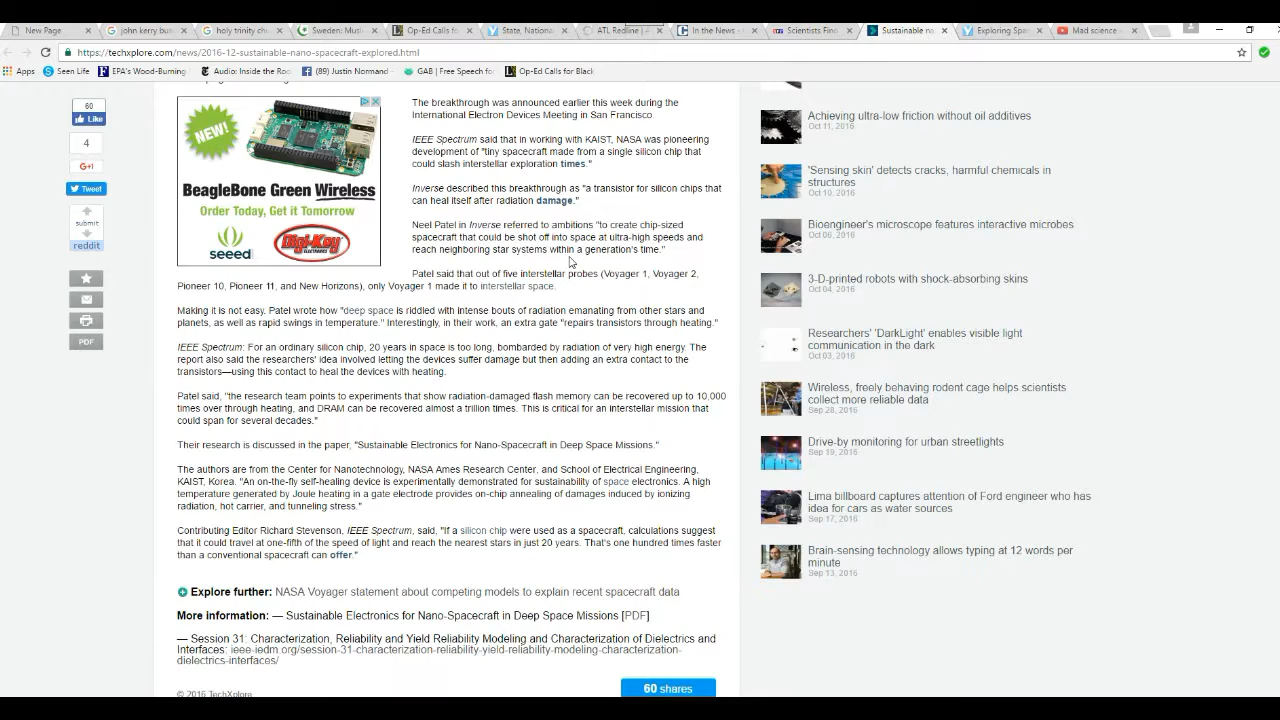 New Page
john kerry bus
holy trinity chu
Sweden: Musl
Op-Ed Calls fo
State, National
ATL Redline
In the News
Scientists Find
Sustainable na
Exploring Spa
Mad science
https://techxplore.com/news/2016-12-sustainable-nano-spacecraft-explored.html
Apps
Seen Life
EPA's Wood-Burning
Audio: Inside the Ro
(89) Justin Normand
GAB | Free Speech fo
Op-Ed Calls for Black
60
Like
4
G+1
Tweet
submit
reddit
PDF
NEW!
BeagleBone Green Wireless
Order Today, Get it Tomorrow
seeed
Digi-Key
ELECTRONICS
The breakthrough was announced earlier this week during the
International Electron Devices Meeting in San Francisco.
IEEE Spectrum said that in working with KAIST, NASA was pioneering
development of "tiny spacecraft made from a single silicon chip that
could slash interstellar exploration times."
Inverse described this breakthrough as "a transistor for silicon chips that
can heal itself after radiation damage."
Neel Patel in Inverse referred to ambitions "to create chip-sized
spacecraft that could be shot off into space at ultra-high speeds and
reach neighboring star systems within a generation's time."
Patel said that out of five interstellar probes (Voyager 1, Voyager 2,
Pioneer 10, Pioneer 11, and New Horizons), only Voyager 1 made it to interstellar space.
Making it is not easy. Patel wrote how "deep space is riddled with intense bouts of radiation emanating from other stars and
planets, as well as rapid swings in temperature." Interestingly, in their work, an extra gate "repairs transistors through heating."
IEEE Spectrum: For an ordinary silicon chip, 20 years in space is too long, bombarded by radiation of very high energy. The
report also said the researchers' idea involved letting the devices suffer damage but then adding an extra contact to the
transistors—using this contact to heal the devices with heating.
Patel said, "the research team points to experiments that show radiation-damaged flash memory can be recovered up to 10,000
times over through heating, and DRAM can be recovered almost a trillion times. This is critical for an interstellar mission that
could span for several decades."
Their research is discussed in the paper, "Sustainable Electronics for Nano-Spacecraft in Deep Space Missions."
The authors are from the Center for Nanotechnology, NASA Ames Research Center, and School of Electrical Engineering,
KAIST, Korea. "An on-the-fly self-healing device is experimentally demonstrated for sustainability of space electronics. A high
temperature generated by Joule heating in a gate electrode provides on-chip annealing of damages induced by ionizing
radiation, hot carrier, and tunneling stress."
Contributing Editor Richard Stevenson, IEEE Spectrum, said, "If a silicon chip were used as a spacecraft, calculations suggest
that it could travel at one-fifth of the speed of light and reach the nearest stars in just 20 years. That's one hundred times faster
than a conventional spacecraft can offer."
Explore further: NASA Voyager statement about competing models to explain recent spacecraft data
More information: — Sustainable Electronics for Nano-Spacecraft in Deep Space Missions [PDF]
— Session 31: Characterization, Reliability and Yield Reliability Modeling and Characterization of Dielectrics and
Interfaces: ieee-iedm.org/session-31-characterization-reliability-yield-reliability-modeling-characterization-
dielectrics-interfaces/
© 2016 TechXplore
60 shares
Achieving ultra-low friction without oil additives
Oct 11, 2016
'Sensing skin' detects cracks, harmful chemicals in
structures
Oct 10, 2016
Bioengineer's microscope features interactive microbes
Oct 06, 2016
3-D-printed robots with shock-absorbing skins
Oct 04, 2016
Researchers' 'DarkLight' enables visible light
communication in the dark
Oct 03, 2016
Wireless, freely behaving rodent cage helps scientists
collect more reliable data
Sep 28, 2016
Drive-by monitoring for urban streetlights
Sep 19, 2016
Lima billboard captures attention of Ford engineer who has
idea for cars as water sources
Sep 17, 2016
Brain-sensing technology allows typing at 12 words per
minute
Sep 13, 2016